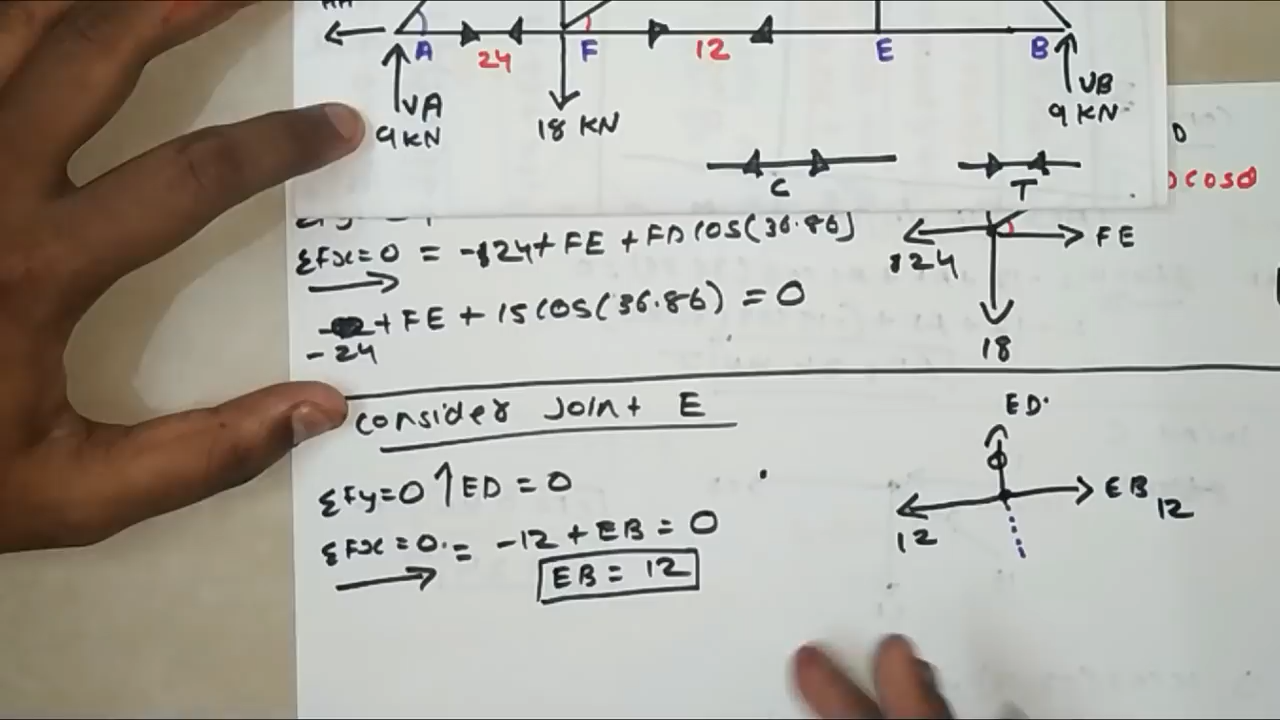 A 24 F 12 E B
VA
9 KN
18 KN
VB
9 KN
C
T
D
cosθ
ΣFx=0 = -24+ FE + FD cos(36.86)
-24 + FE + 15 cos(36.86) = 0
FE
24
18
Consider Joint E
ΣFy=0 ↑ED = 0
ΣFx=0 = -12 + EB = 0
EB = 12
ED
EB
12
12